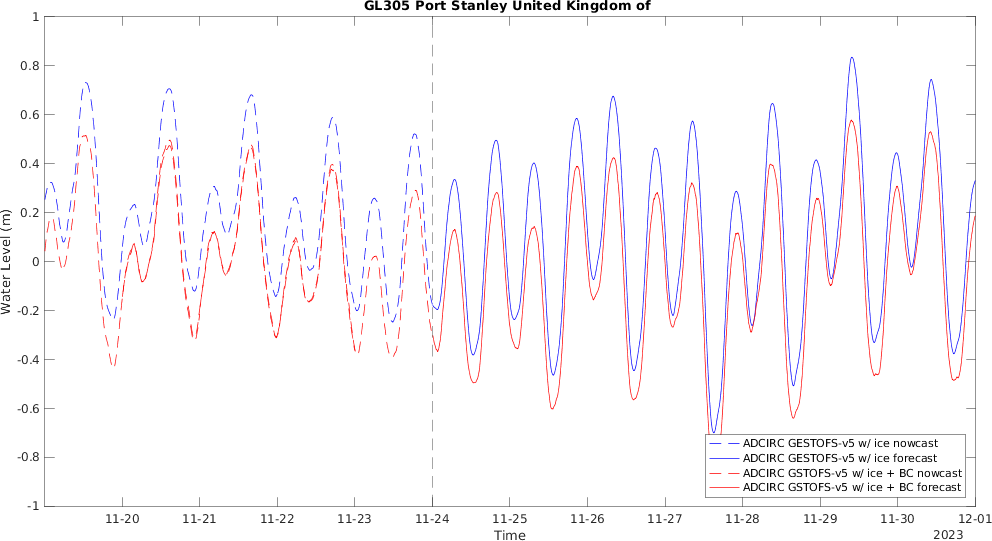 GL305 Port Stanley United Kingdom of
1
0.8
0.6
0.4
0.2
0
-0.2
-0.4
-0.6
-0.8
-1
Water Level (m)
ADCIRC GESTOFS-v5 w/ ice nowcast
ADCIRC GESTOFS-v5 w/ ice forecast
ADCIRC GSTOFS-v5 w/ ice + BC nowcast
ADCIRC GSTOFS-v5 w/ ice + BC forecast
11-20 11-21 11-22 11-23 11-24 11-25 11-26 11-27 11-28 11-29 11-30 12-01
Time
2023